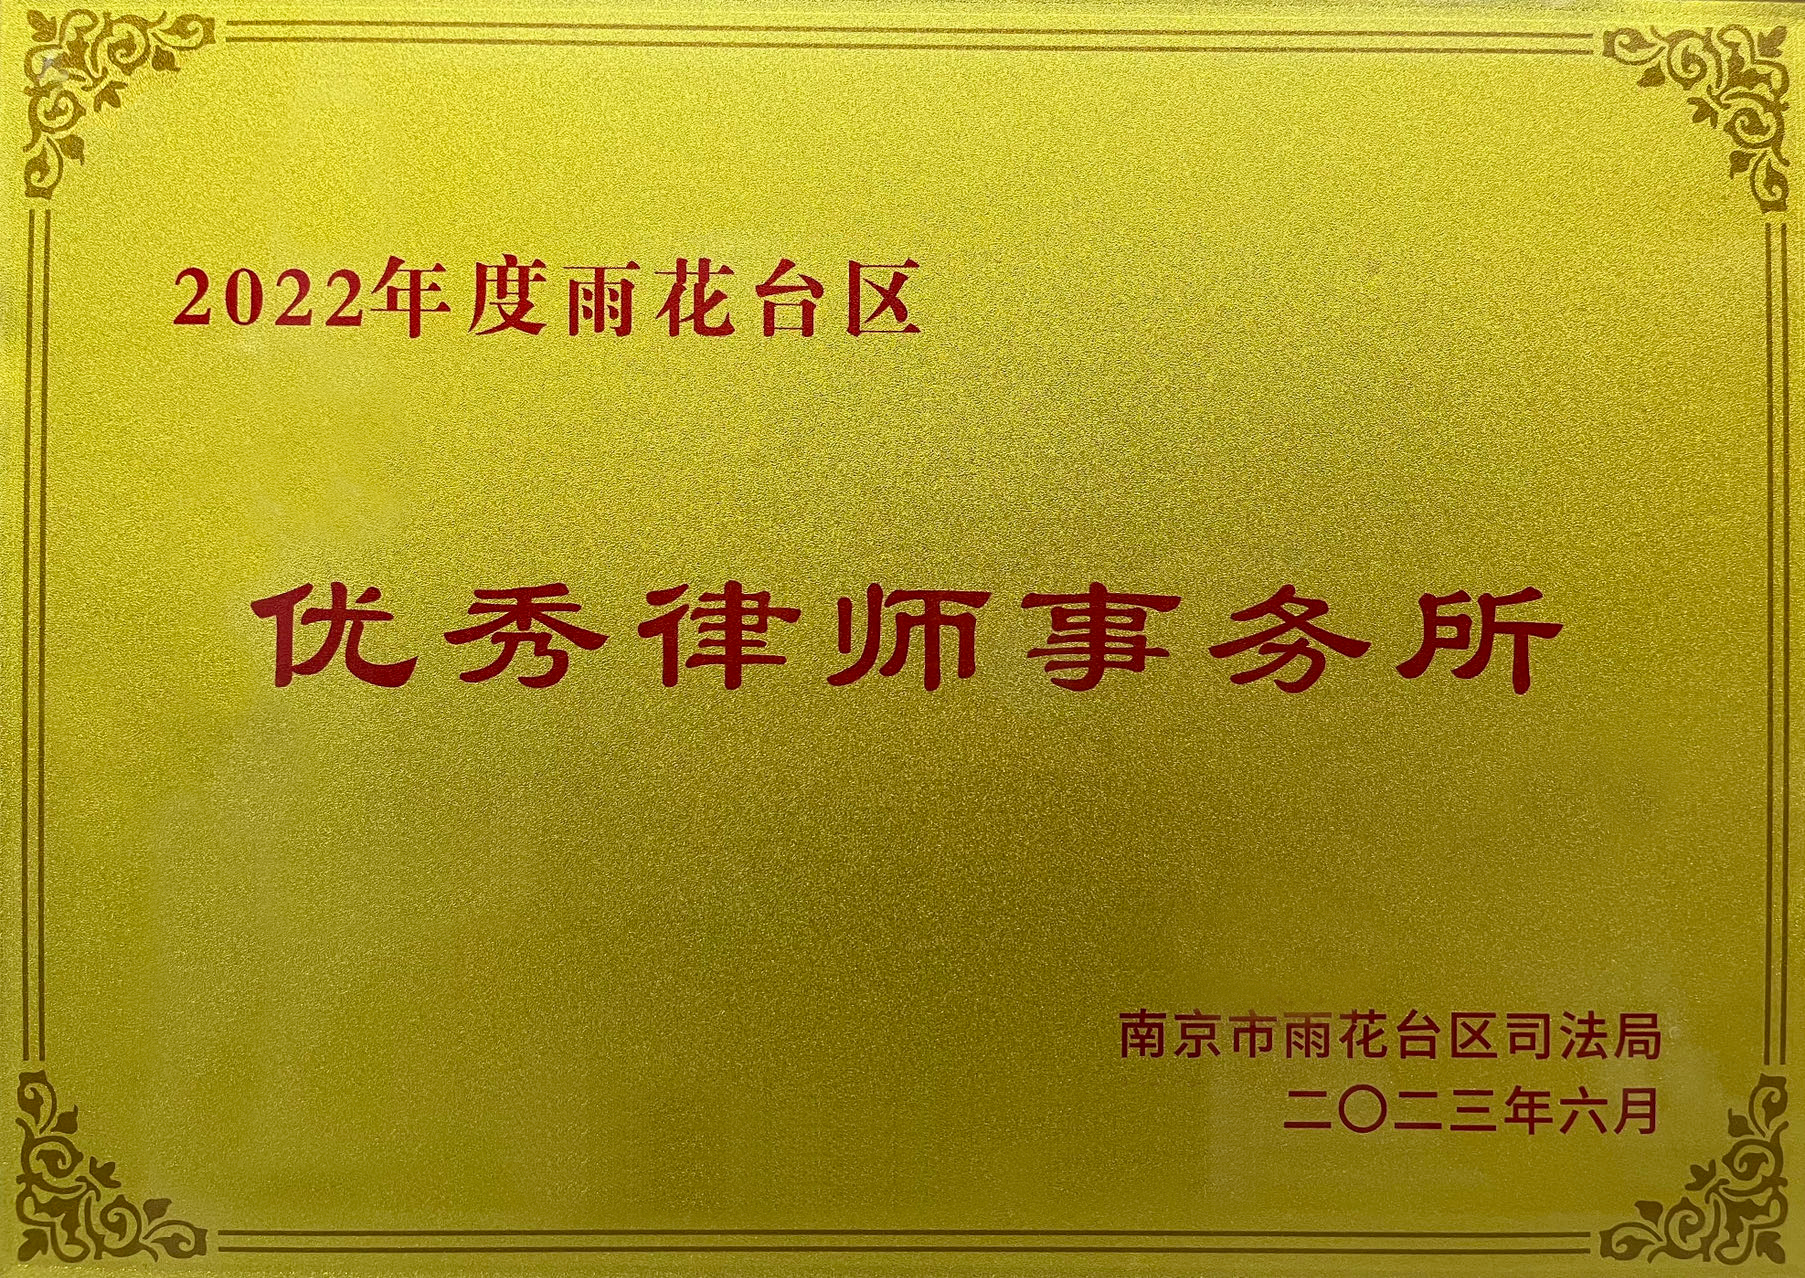 2022年度雨花台区
优秀律师事务所
南京市雨花台区司法局
二〇二三年六月